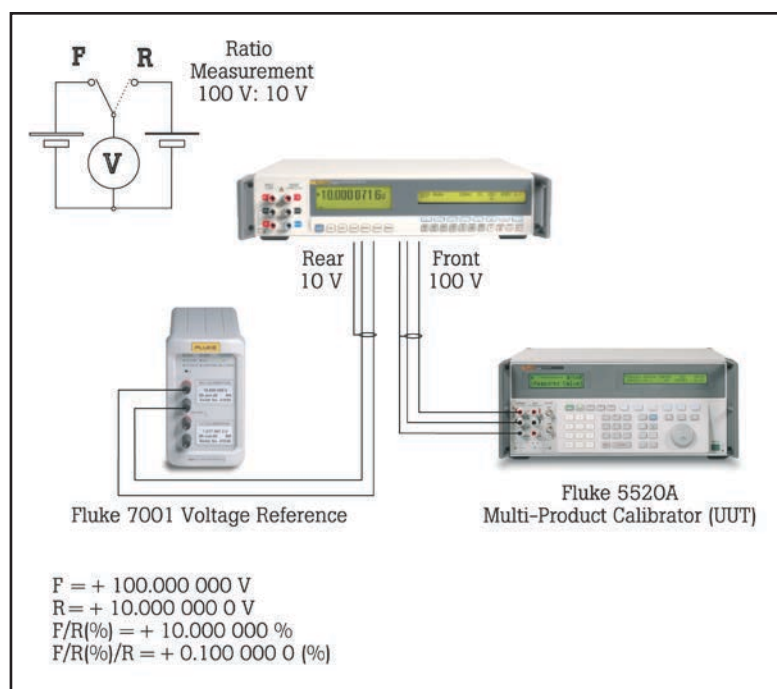 F
R
Ratio
Measurement
100 V: 10 V
V
Rear
10 V
Front
100 V
FLUKE
Fluke 7001 Voltage Reference
Fluke 5520A
Multi-Product Calibrator (UUT)
F = + 100.000 000 V
R= + 10.000 000 0 V
F/R(%) = + 10.000 000 %
F/R(%)/R = + 0.100 000 0 (%)